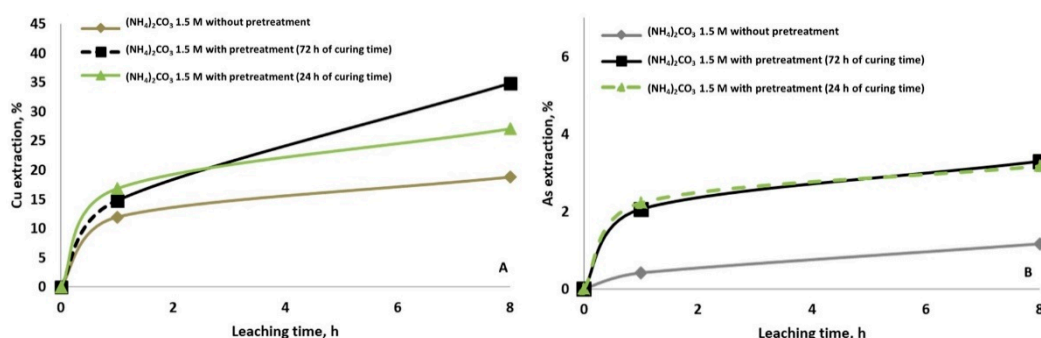 45
40
35
30
25
20
15
10
5
0
Cu extraction, %
(NH₄)₂CO₃ 1.5 M without pretreatment
(NH₄)₂CO₃ 1.5 M with pretreatment (72 h of curing time)
(NH₄)₂CO₃ 1.5 M with pretreatment (24 h of curing time)
A
0 2 4 6 8
Leaching time, h
6
4
2
0
As extraction, %
(NH₄)₂CO₃ 1.5 M without pretreatment
(NH₄)₂CO₃ 1.5 M with pretreatment (72 h of curing time)
(NH₄)₂CO₃ 1.5 M with pretreatment (24 h of curing time)
B
0 2 4 6 8
Leaching time, h